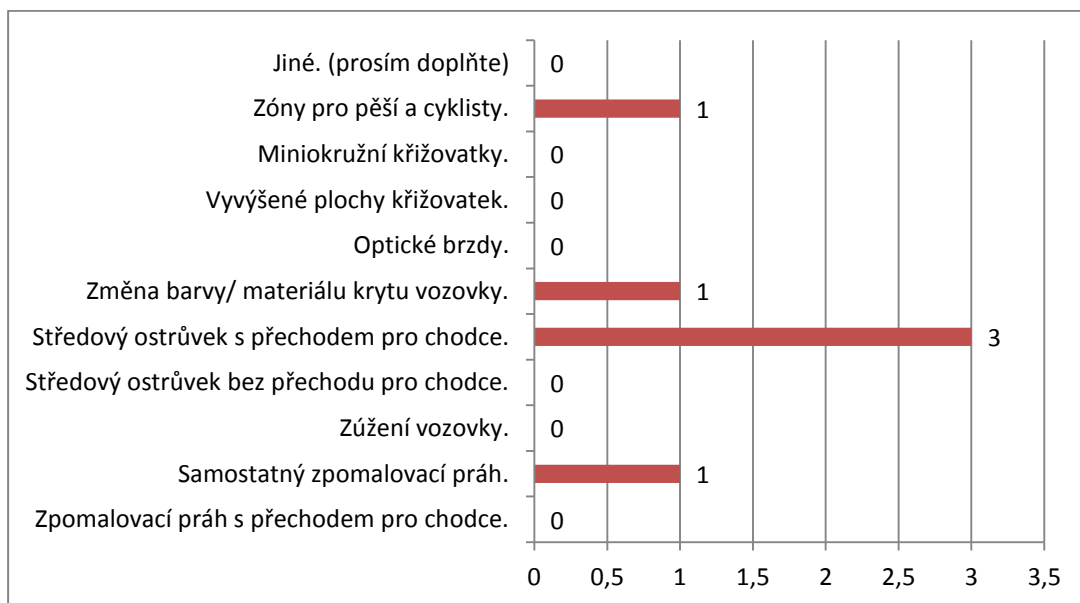 Jiné. (prosím doplňte) 0
Zóny pro pěší a cyklisty. 1
Miniokružní křižovatky. 0
Vyvýšené plochy křižovatek. 0
Optické brzdy. 0
Změna barvy/ materiálu krytu vozovky. 1
Středový ostrůvek s přechodem pro chodce. 3
Středový ostrůvek bez přechodu pro chodce. 0
Zúžení vozovky. 0
Samostatný zpomalovací práh. 1
Zpomalovací práh s přechodem pro chodce. 0
0 0,5 1 1,5 2 2,5 3 3,5